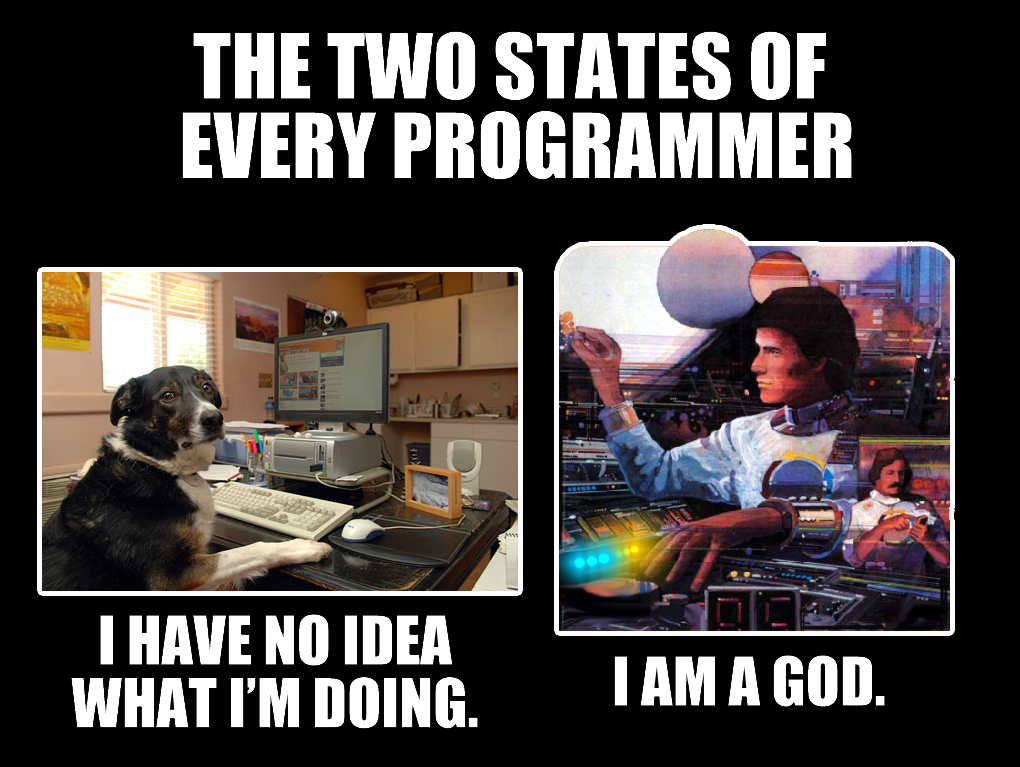 THE TWO STATES OF
EVERY PROGRAMMER
I HAVE NO IDEA
WHAT I'M DOING.
I AM A GOD.